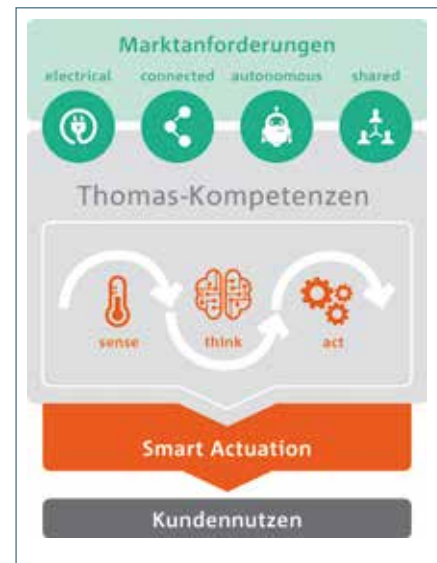 Marktanforderungen
electrical connected autonomous shared
Thomas-Kompetenzen
sense think act
Smart Actuation
Kundennutzen